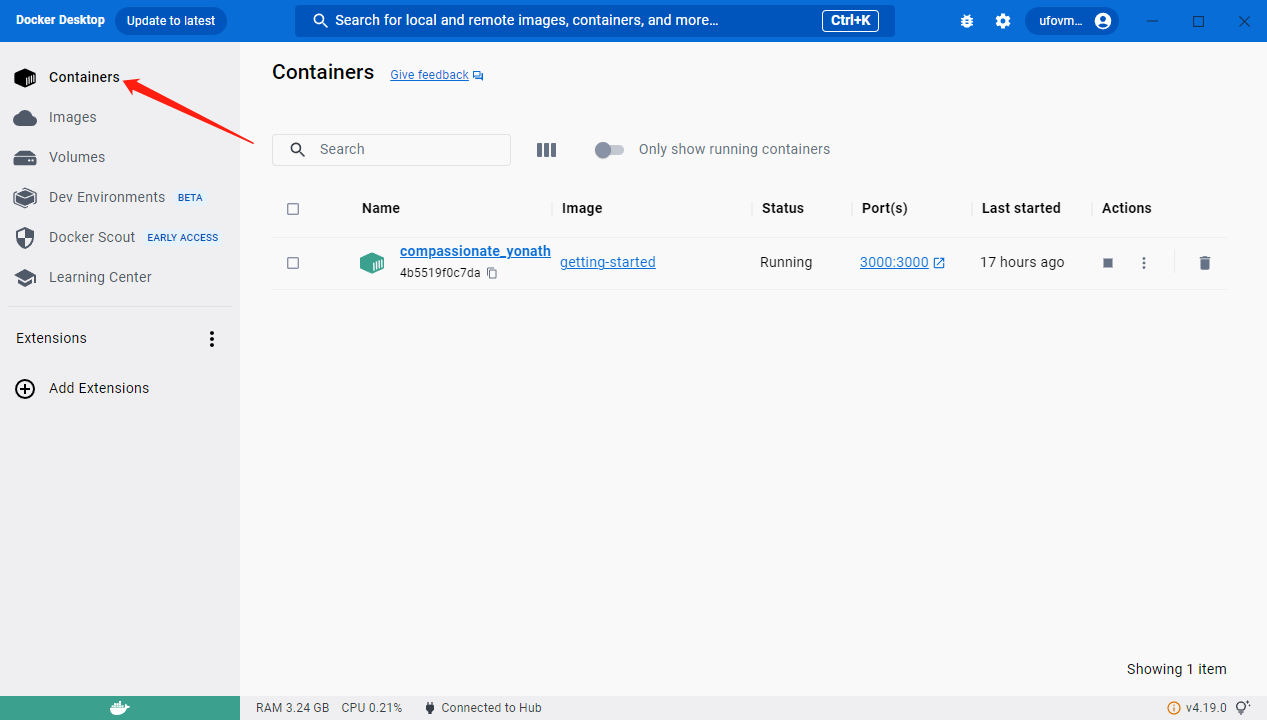 Docker Desktop Update to latest Search for local and remote images, containers, and more... Ctrl+K ufovm...
Containers
Images
Volumes
Dev Environments BETA
Docker Scout EARLY ACCESS
Learning Center
Extensions
Add Extensions
Containers Give feedback
Search Only show running containers
Name Image Status Port(s) Last started Actions
compassionate_yonath
4b5519f0c7da
getting-started Running 3000:3000 17 hours ago
Showing 1 item
RAM 3.24 GB CPU 0.21% Connected to Hub v4.19.0